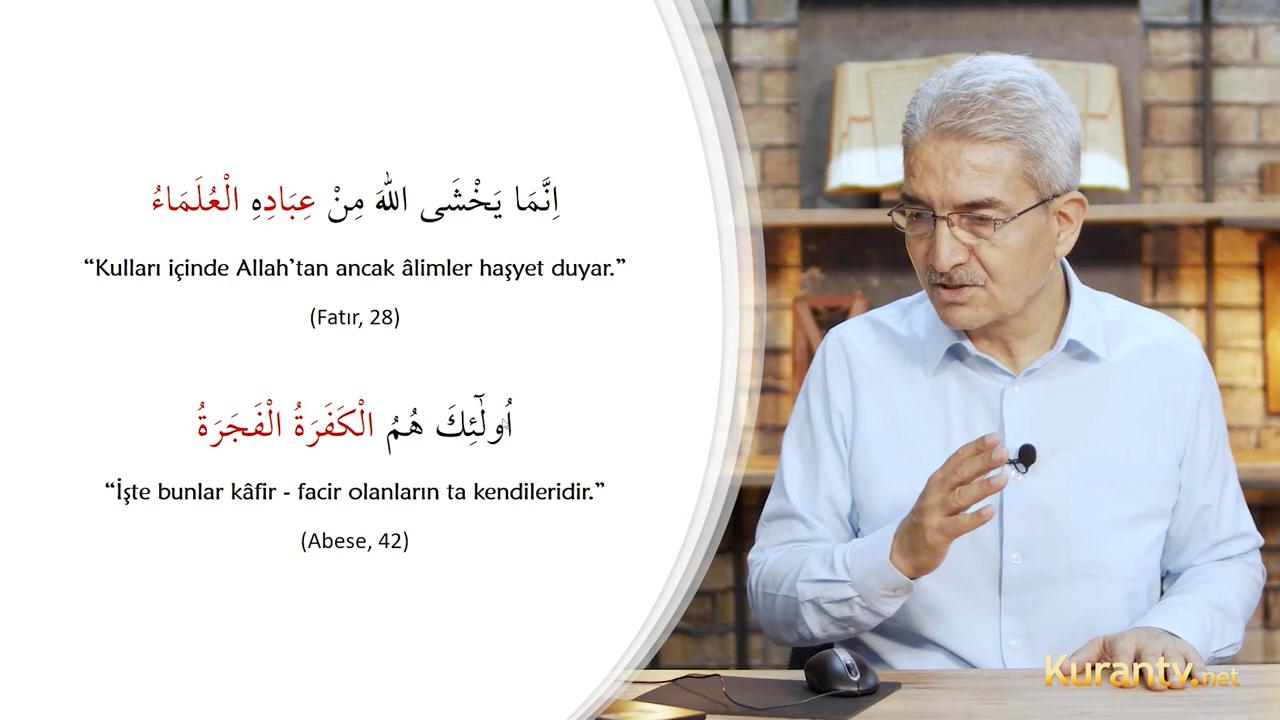 اِنَّمَا يَخْشَى اللهَ مِنْ عِبَادِهِ الْعُلَمَاءُ
“Kulları içinde Allah’tan ancak âlimler haşyet duyar.”
(Fatır, 28)
اُولٰٓئِكَ هُمُ الْكَفَرَةُ الْفَجَرَةُ
“İşte bunlar kâfir - facir olanların ta kendileridir.”
(Abese, 42)
Kurantv.net